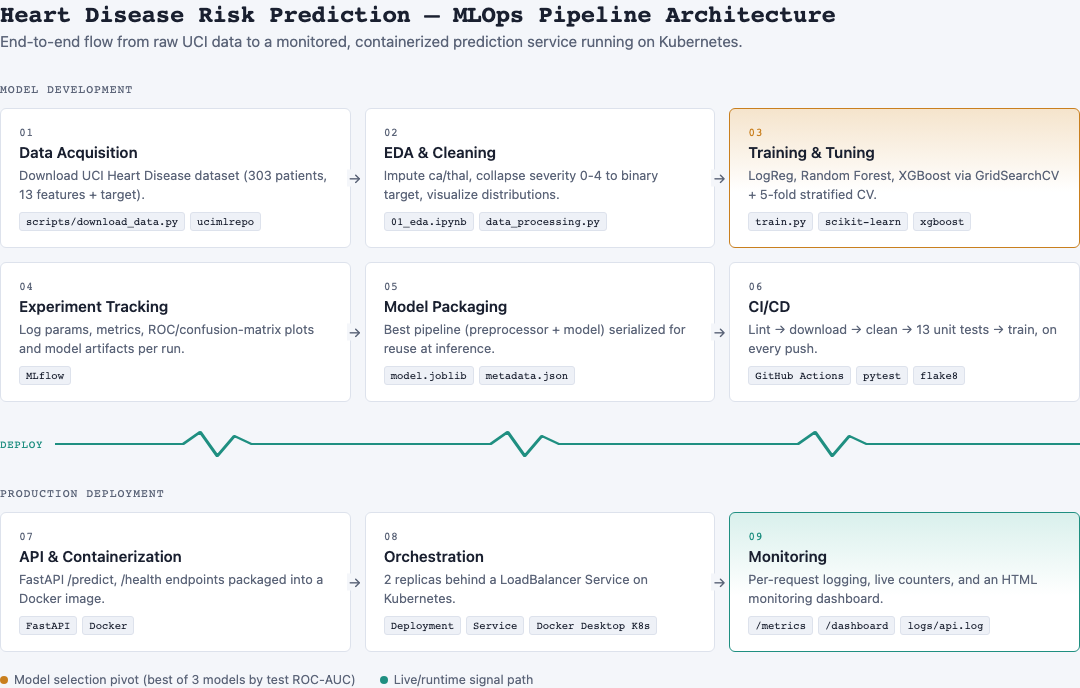 Heart Disease Risk Prediction — MLOps Pipeline Architecture
End-to-end flow from raw UCI data to a monitored, containerized prediction service running on Kubernetes.
MODEL DEVELOPMENT
01
Data Acquisition
Download UCI Heart Disease dataset (303 patients,
13 features + target).
scripts/download_data.py ucimlrepo
→
02
EDA & Cleaning
Impute ca/thal, collapse severity 0-4 to binary
target, visualize distributions.
01_eda.ipynb data_processing.py
→
03
Training & Tuning
LogReg, Random Forest, XGBoost via GridSearchCV
+ 5-fold stratified CV.
train.py scikit-learn xgboost
04
Experiment Tracking
Log params, metrics, ROC/confusion-matrix plots
and model artifacts per run.
MLflow
→
05
Model Packaging
Best pipeline (preprocessor + model) serialized for
reuse at inference.
model.joblib metadata.json
→
06
CI/CD
Lint → download → clean → 13 unit tests → train, on
every push.
GitHub Actions pytest flake8
DEPLOY
PRODUCTION DEPLOYMENT
07
API & Containerization
FastAPI /predict, /health endpoints packaged into a
Docker image.
FastAPI Docker
→
08
Orchestration
2 replicas behind a LoadBalancer Service on
Kubernetes.
Deployment Service Docker Desktop K8s
→
09
Monitoring
Per-request logging, live counters, and an HTML
monitoring dashboard.
/metrics /dashboard logs/api.log
Model selection pivot (best of 3 models by test ROC-AUC) Live/runtime signal path